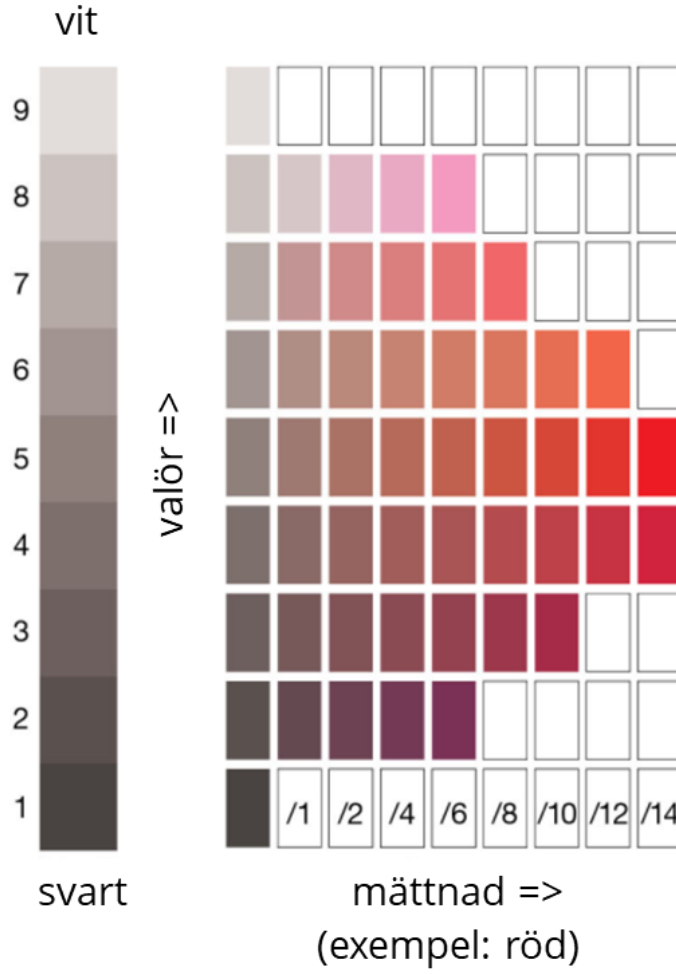 vit
9
8
7
6
5
4
3
2
1
svart
valör =>
/1 /2 /4 /6 /8 /10 /12 /14
mättnad =>
(exempel: röd)